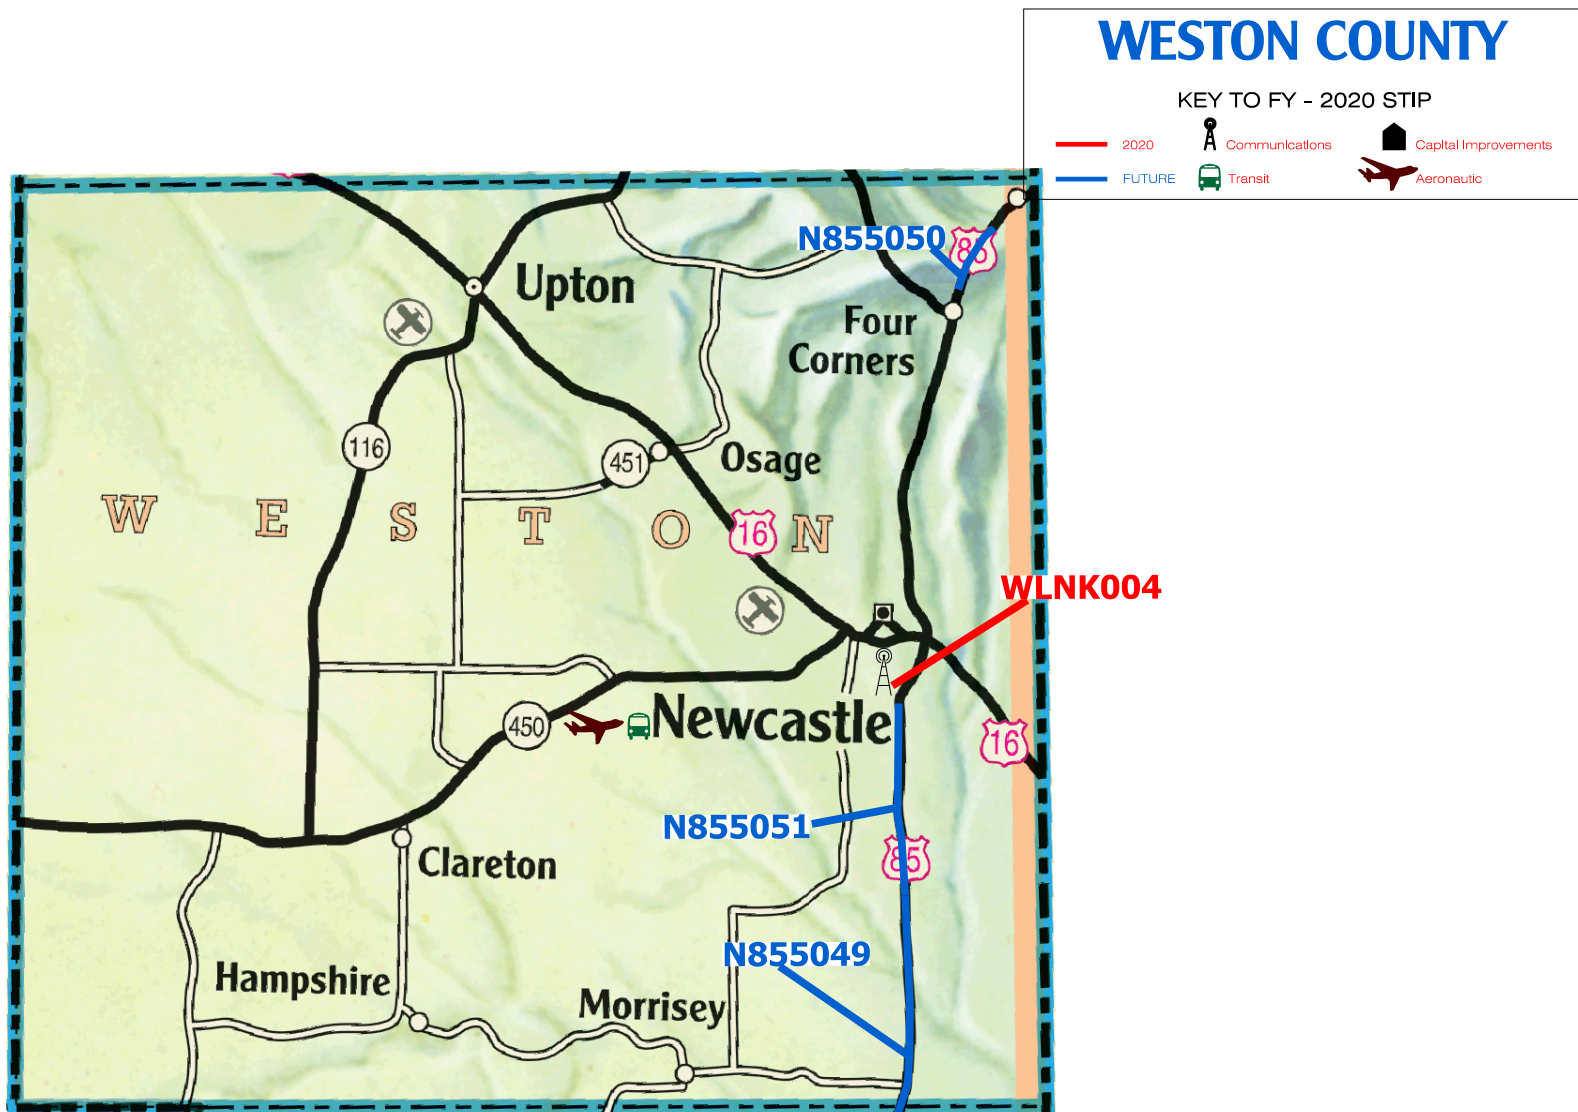 WESTON COUNTY
KEY TO FY - 2020 STIP
2020
Communications
Capital Improvements
FUTURE
Transit
Aeronautic
N855050
85
Upton
Four
Corners
116
451
Osage
W E S T O N
16
WLNK004
450
Newcastle
16
N855051
85
Clareton
N855049
Hampshire
Morrisey